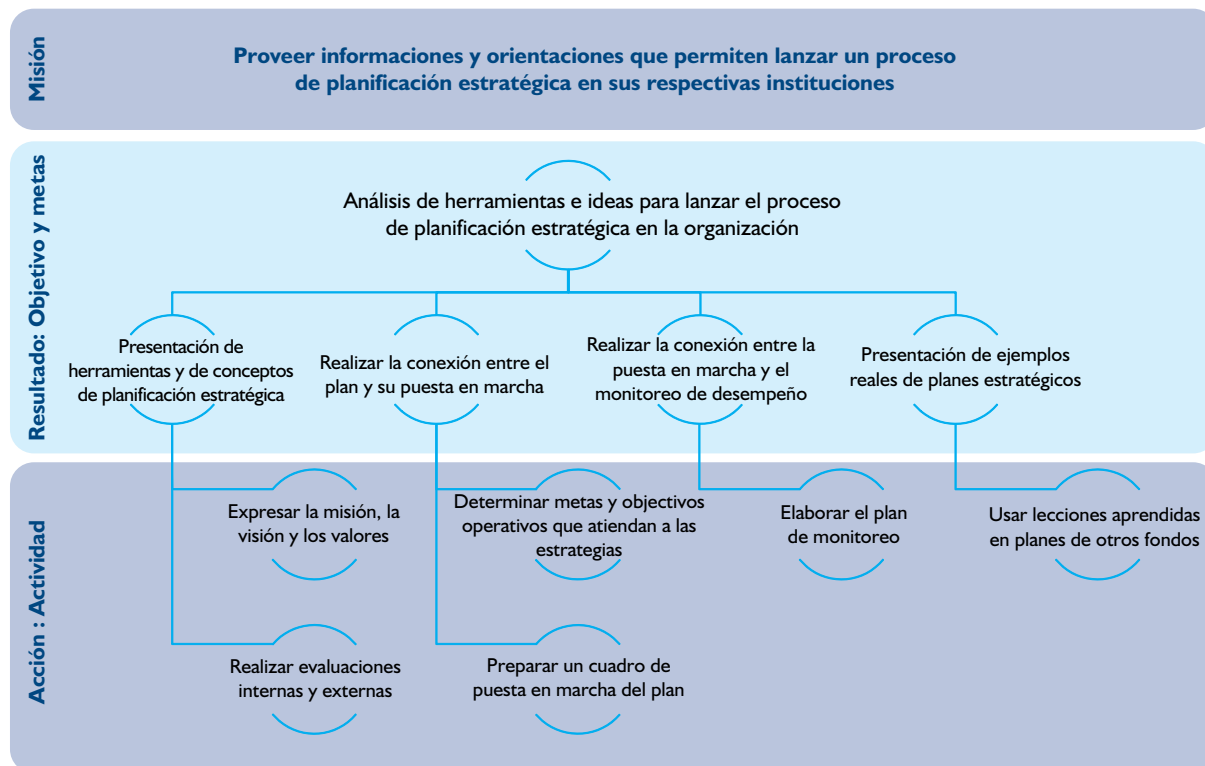 Misión
Proveer informaciones y orientaciones que permiten lanzar un proceso
de planificación estratégica en sus respectivas instituciones
Resultado: Objetivo y metas
Análisis de herramientas e ideas para lanzar el proceso
de planificación estratégica en la organización
Presentación de
herramientas y de conceptos
de planificación estratégica
Realizar la conexión entre el
plan y su puesta en marcha
Realizar la conexión entre la
puesta en marcha y el
monitoreo de desempeño
Presentación de ejemplos
reales de planes estratégicos
Acción : Actividad
Expresar la misión, la
visión y los valores
Determinar metas y objectivos
operativos que atiendan a las
estrategias
Elaborar el plan
de monitoreo
Usar lecciones aprendidas
en planes de otros fondos
Realizar evaluaciones
internas y externas
Preparar un cuadro de
puesta en marcha del plan